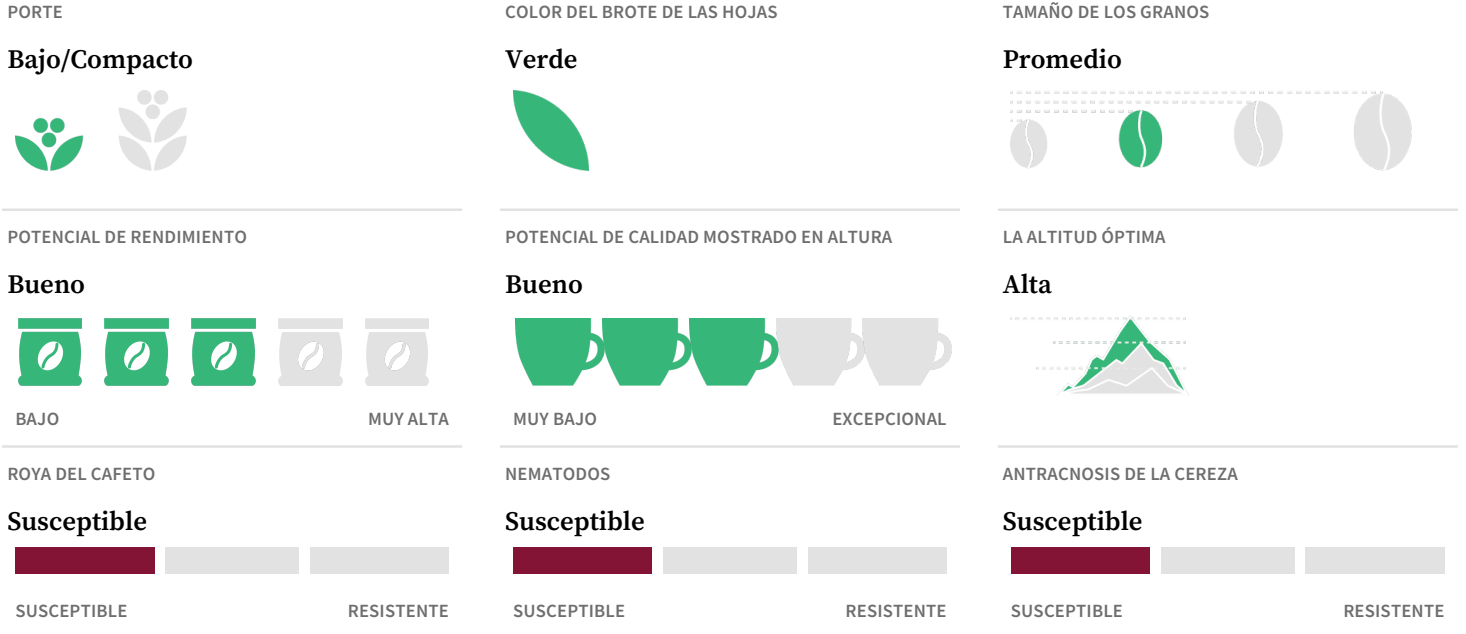 PORTE
Bajo/Compacto
COLOR DEL BROTE DE LAS HOJAS
Verde
TAMAÑO DE LOS GRANOS
Promedio
POTENCIAL DE RENDIMIENTO
Bueno
BAJO
MUY ALTA
POTENCIAL DE CALIDAD MOSTRADO EN ALTURA
Bueno
MUY BAJO
EXCEPCIONAL
LA ALTITUD ÓPTIMA
Alta
ROYA DEL CAFETO
Susceptible
SUSCEPTIBLE
RESISTENTE
NEMATODOS
Susceptible
SUSCEPTIBLE
RESISTENTE
ANTRACNOSIS DE LA CEREZA
Susceptible
SUSCEPTIBLE
RESISTENTE